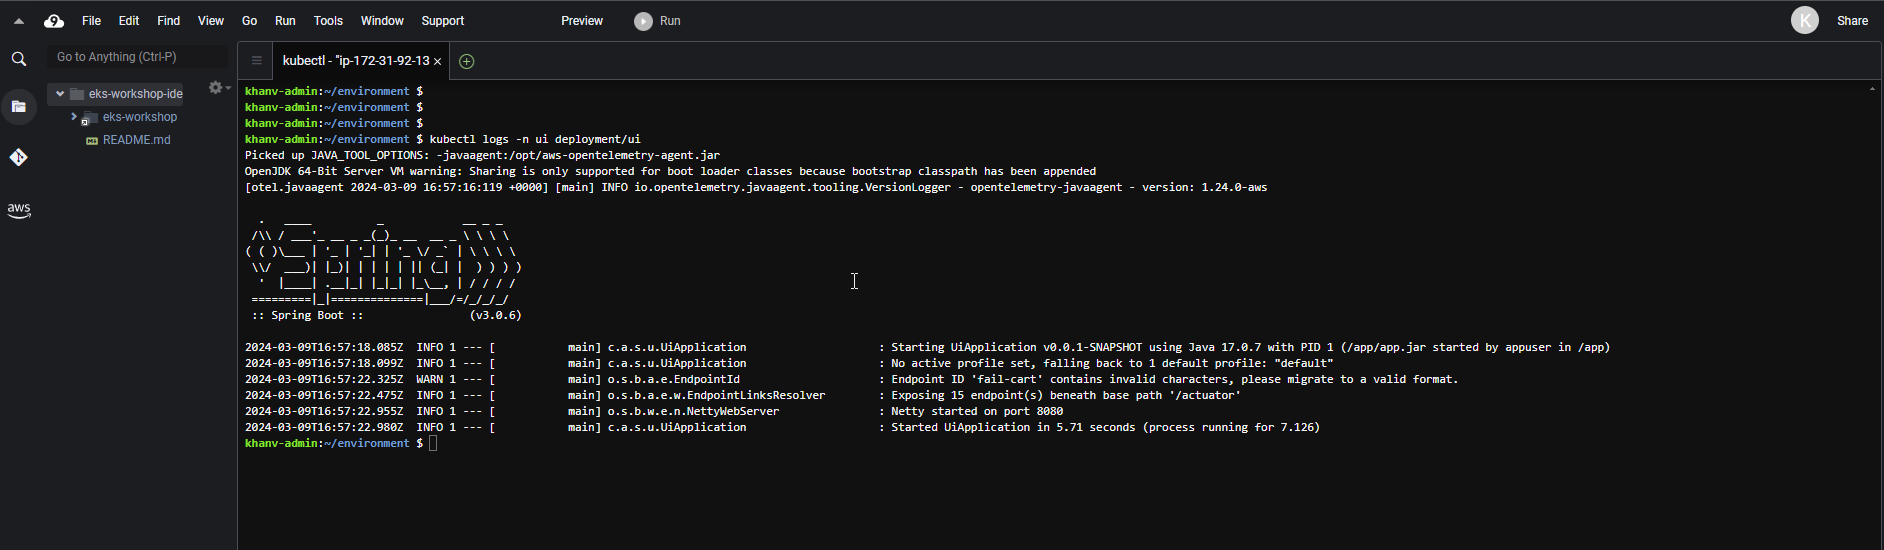 File Edit Find View Go Run Tools Window Support Preview Run K Share
Go to Anything (Ctrl-P)
kubectl - "ip-172-31-92-13 ×
eks-workshop-ide
eks-workshop
README.md
aws
khanv-admin:~/environment $
khanv-admin:~/environment $
khanv-admin:~/environment $
khanv-admin:~/environment $ kubectl logs -n ui deployment/ui
Picked up JAVA_TOOL_OPTIONS: -javaagent:/opt/aws-opentelemetry-agent.jar
OpenJDK 64-Bit Server VM warning: Sharing is only supported for boot loader classes because bootstrap classpath has been appended
[otel.javaagent 2024-03-09 16:57:16:119 +0000] [main] INFO io.opentelemetry.javaagent.tooling.VersionLogger - opentelemetry-javaagent - version: 1.24.0-aws
  .   ____          _            __ _ _
 /\\ / ___'_ __ _ _(_)_ __  __ _ \ \ \ \
( ( )\___ | '_ | '_| | '_ \/ _` | \ \ \ \
 \\/  ___)| |_)| | | | | || (_| |  ) ) ) )
  '  |____| .__|_| |_|_| |_\__, | / / / /
 =========|_|==============|___/=/_/_/_/
 :: Spring Boot ::                (v3.0.6)
2024-03-09T16:57:18.085Z  INFO 1 --- [           main] c.a.s.u.UiApplication                    : Starting UiApplication v0.0.1-SNAPSHOT using Java 17.0.7 with PID 1 (/app/app.jar started by appuser in /app)
2024-03-09T16:57:18.099Z  INFO 1 --- [           main] c.a.s.u.UiApplication                    : No active profile set, falling back to 1 default profile: "default"
2024-03-09T16:57:22.325Z  WARN 1 --- [           main] o.s.b.a.e.EndpointId                     : Endpoint ID 'fail-cart' contains invalid characters, please migrate to a valid format.
2024-03-09T16:57:22.475Z  INFO 1 --- [           main] o.s.b.a.e.w.EndpointLinksResolver        : Exposing 15 endpoint(s) beneath base path '/actuator'
2024-03-09T16:57:22.955Z  INFO 1 --- [           main] o.s.b.w.e.n.NettyWebServer               : Netty started on port 8080
2024-03-09T16:57:22.980Z  INFO 1 --- [           main] c.a.s.u.UiApplication                    : Started UiApplication in 5.71 seconds (process running for 7.126)
khanv-admin:~/environment $